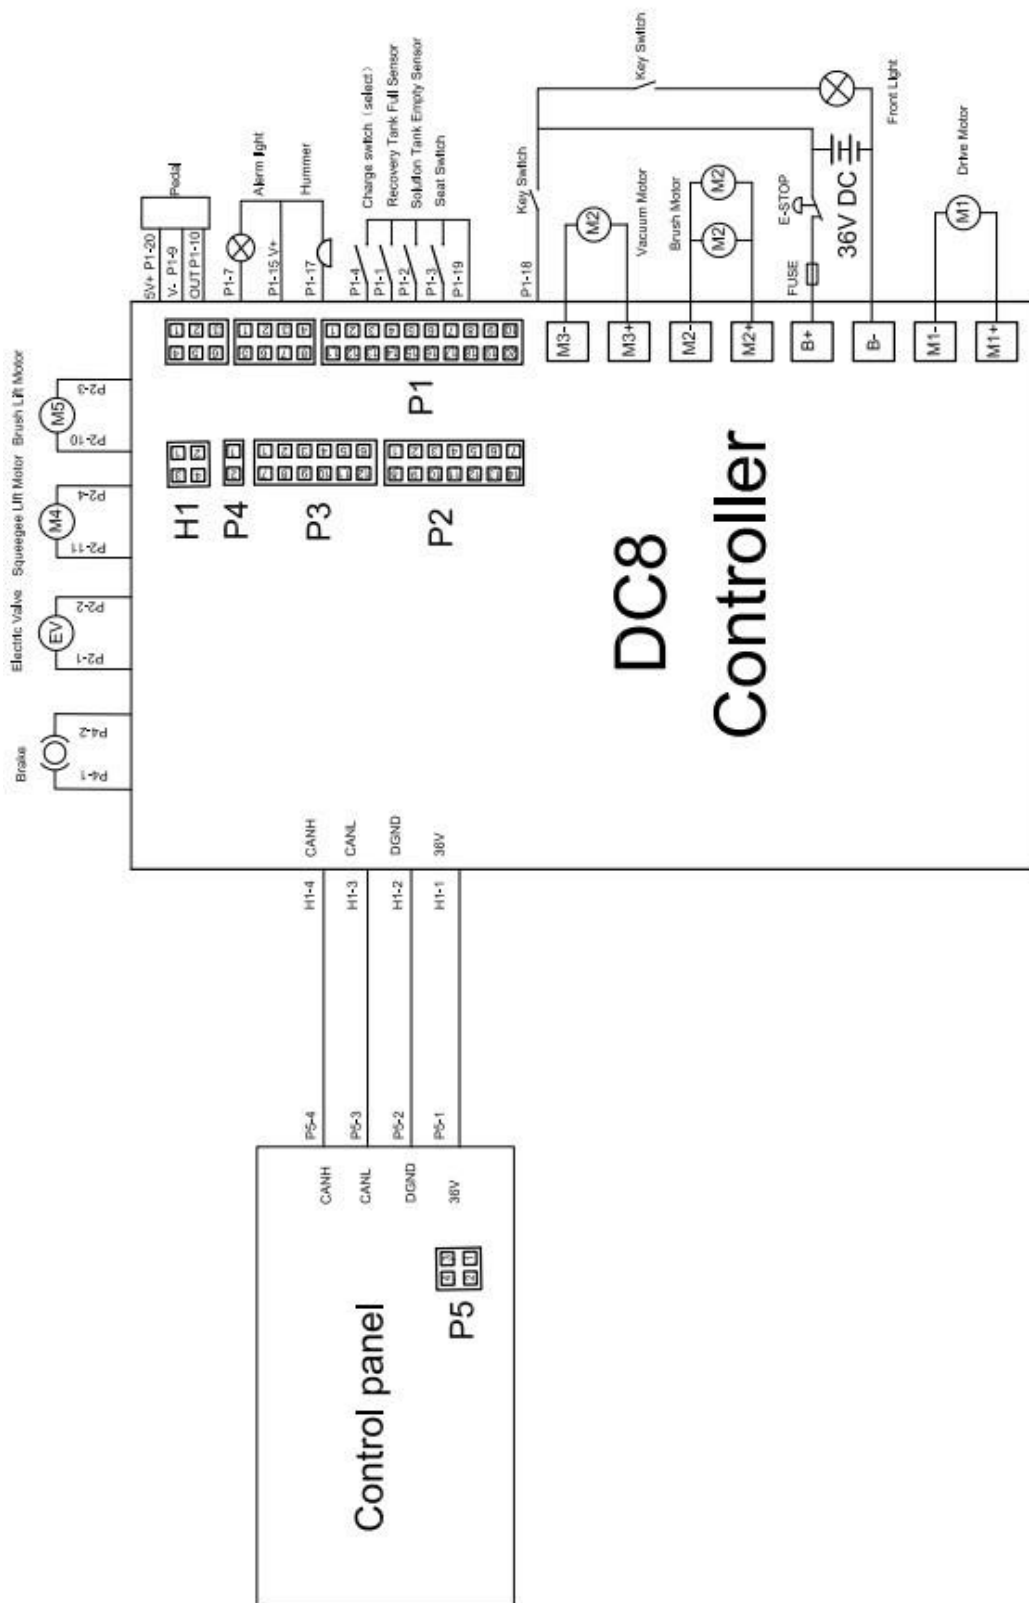 Pedal
5V+ P1-20
V- P1-9
OUT P1-10
Alerm light
Hummer
P1-7
P1-15 V+
P1-17
Charge switch (select)
Recovery Tank Full Sensor
Solution Tank Empty Sensor
Seat Switch
P1-4
P1-1
P1-2
P1-3
P1-19
Key Switch
P1-18
Key Switch
Front Light
M2
Vacuum Motor
Brush Motor
M2
M2
E-STOP
FUSE
36V DC
Drive Motor
M1
M3-
M3+
M2-
M2+
B+
B-
M1-
M1+
Brush Lift Motor
M5
P2-3
P2-10
Squeegee Lift Motor
M4
P2-4
P2-11
Electric Valve
EV
P2-2
P2-1
Brake
P4-2
P4-1
P1
H1
P4
P3
P2
DC8
Controller
CANH
CANL
DGND
36V
H1-4
H1-3
H1-2
H1-1
P5-4
P5-3
P5-2
P5-1
CANH
CANL
DGND
36V
4 3
2 1
P5
Control panel